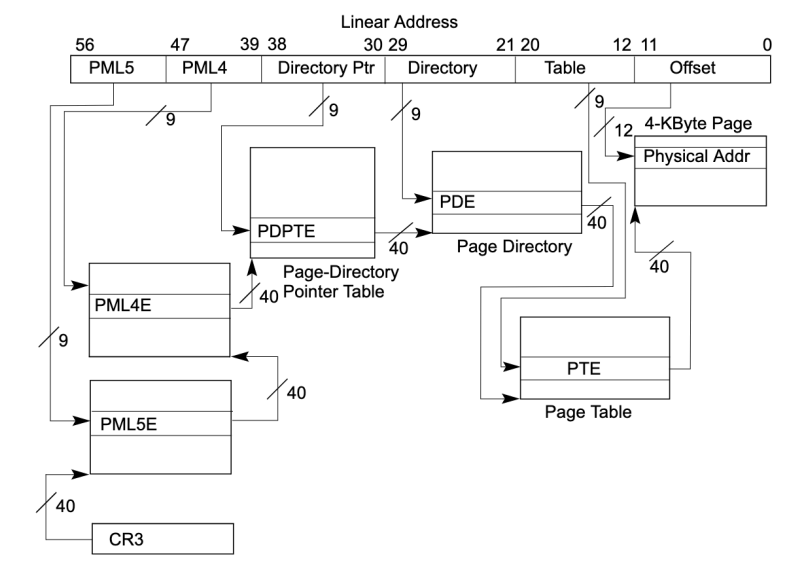 Linear Address
56 47 39 38 30 29 21 20 12 11 0
PML5 PML4 Directory Ptr Directory Table Offset
9
9
9
9
12
4-KByte Page
Physical Addr
PDE
PDPTE
40
40
Page Directory
40
Page-Directory
Pointer Table
40
PML4E
9
PTE
40
Page Table
PML5E
40
CR3